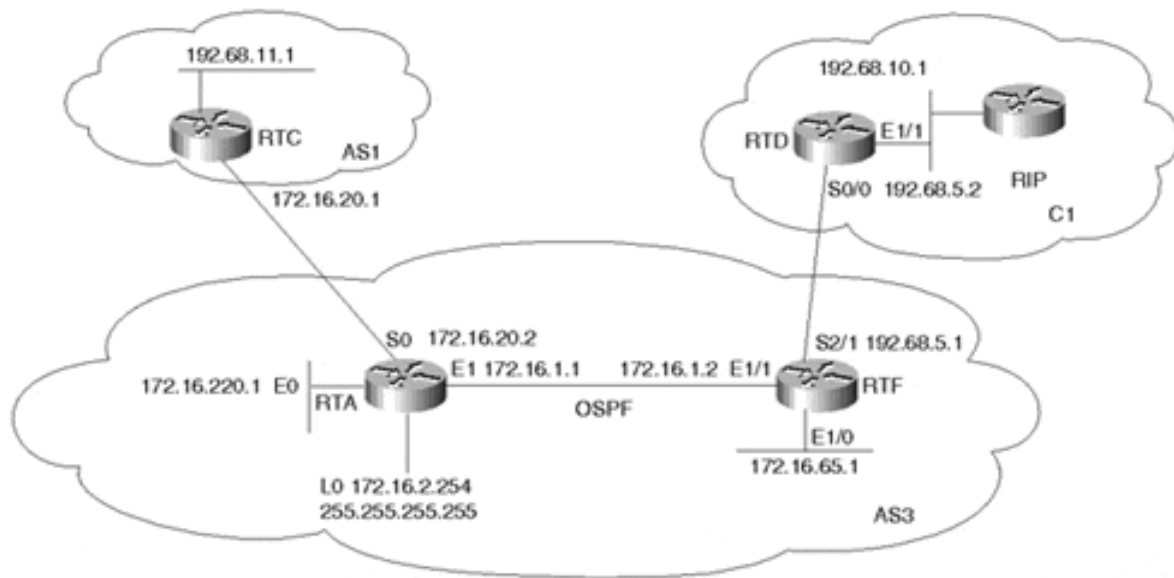 192.68.11.1
RTC
AS1
172.16.20.1
192.68.10.1
RTD
E1/1
S0/0 192.68.5.2
RIP
C1
S0 172.16.20.2
S2/1 192.68.5.1
172.16.220.1 E0
RTA
E1 172.16.1.1
172.16.1.2 E1/1
RTF
OSPF
E1/0
172.16.65.1
L0 172.16.2.254
255.255.255.255
AS3